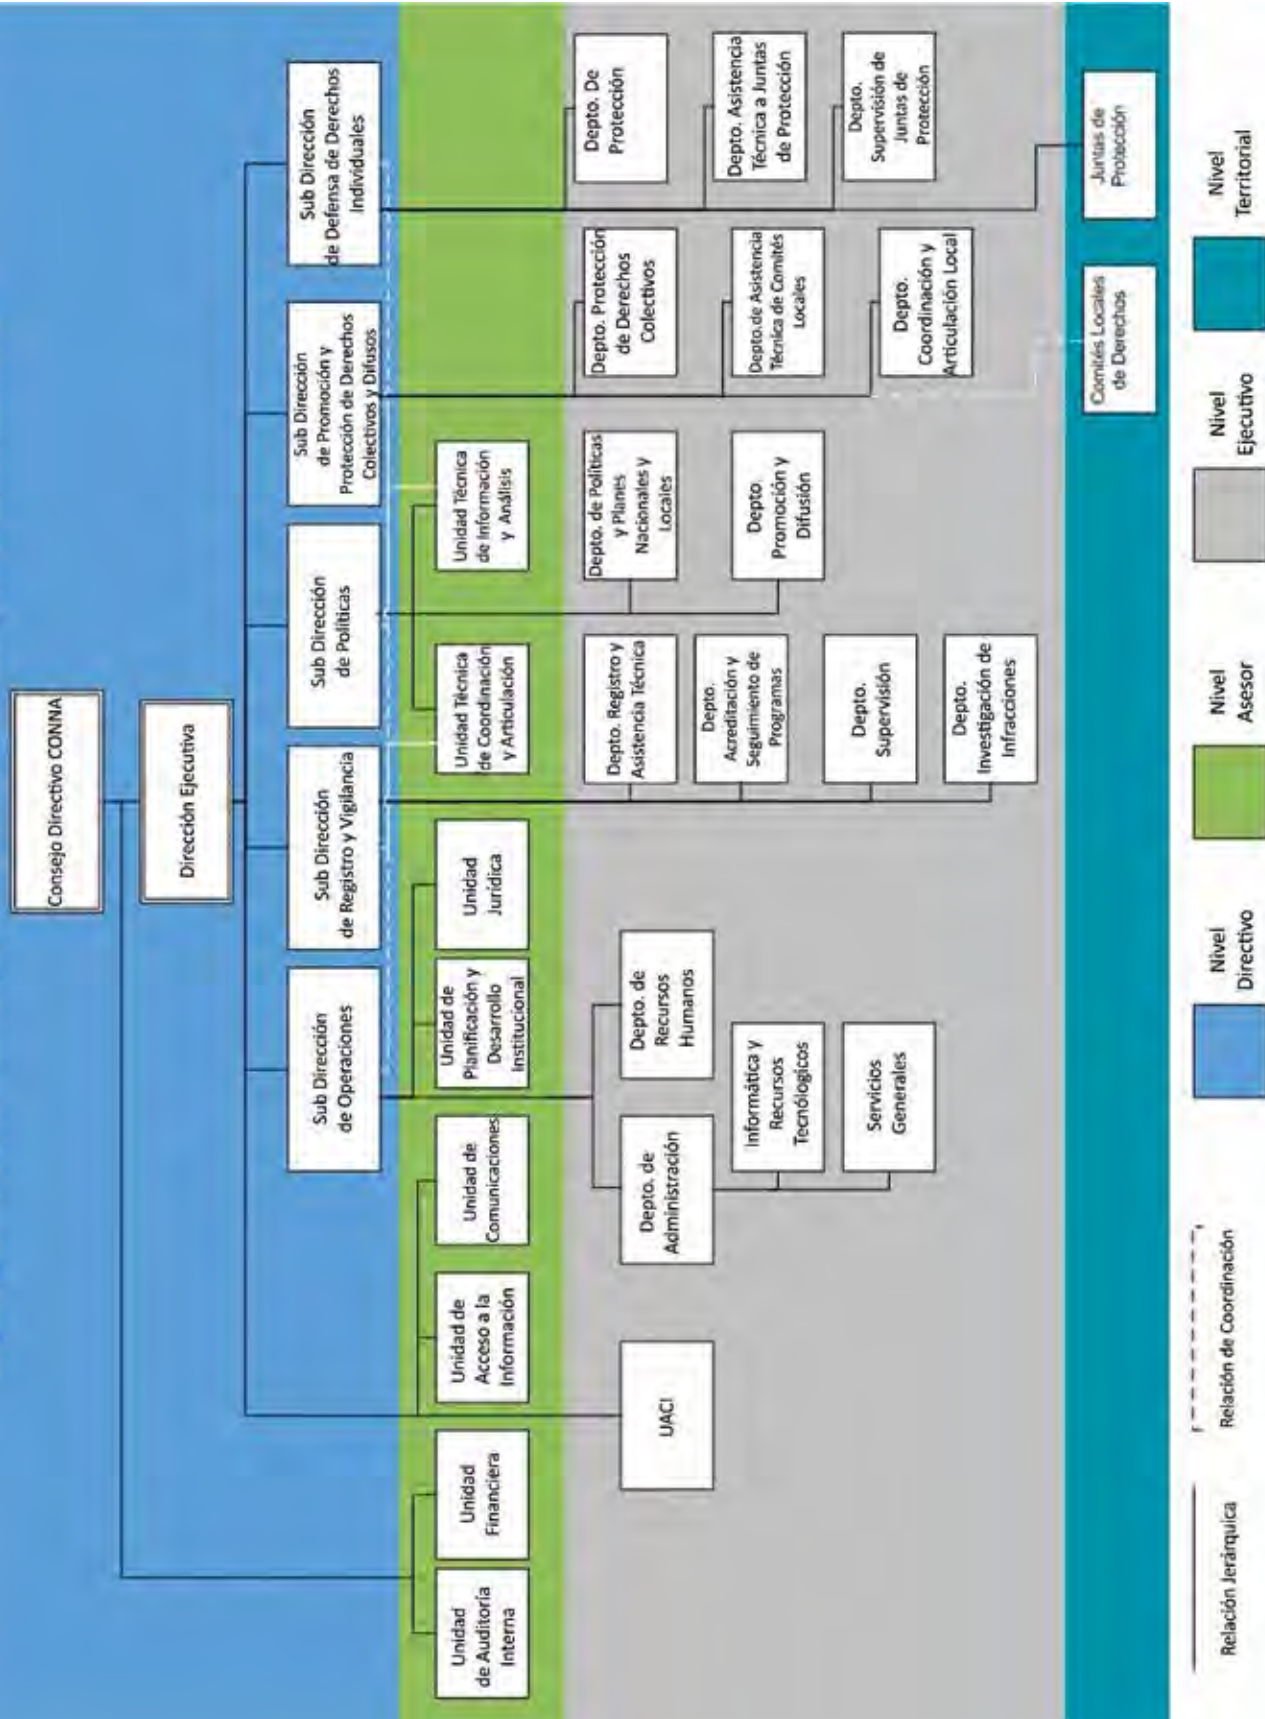 Consejo Directivo CONNA
Dirección Ejecutiva
Sub Dirección
de Operaciones
Sub Dirección
de Registro y Vigilancia
Sub Dirección
de Políticas
Sub Dirección
de Promoción y
Protección de Derechos
Colectivos y Difusos
Sub Dirección
de Defensa de Derechos
Individuales
Unidad
de Auditoría
Interna
Unidad
Financiera
Unidad de
Acceso a la
Información
Unidad de
Comunicaciones
Unidad de
Planificación y
Desarrollo
Institucional
Unidad
Jurídica
Unidad Técnica
de Coordinación
y Articulación
Unidad Técnica
de Información
y Análisis
UACI
Depto. de
Administración
Depto. de
Recursos
Humanos
Informática y
Recursos
Tecnólogicos
Servicios
Generales
Depto. Registro y
Asistencia Técnica
Depto.
Acreditación y
Seguimiento de
Programas
Depto.
Supervisión
Depto.
Investigación de
Infracciones
Depto. de Políticas
y Planes
Nacionales y
Locales
Depto
Promoción y
Difusión
Depto. Protección
de Derechos
Colectivos
Depto.de Asistencia
Técnica de Comités
Locales
Depto.
Coordinación y
Articulación Local
Depto. De
Protección
Depto. Asistencia
Técnica a Juntas
de Protección
Depto.
Supervisión de
Juntas de
Protección
Comités Locales
de Derechos
Juntas de
Protección
Relación Jerárquica
Relación de Coordinación
Nivel
Directivo
Nivel
Asesor
Nivel
Ejecutivo
Nivel
Territorial